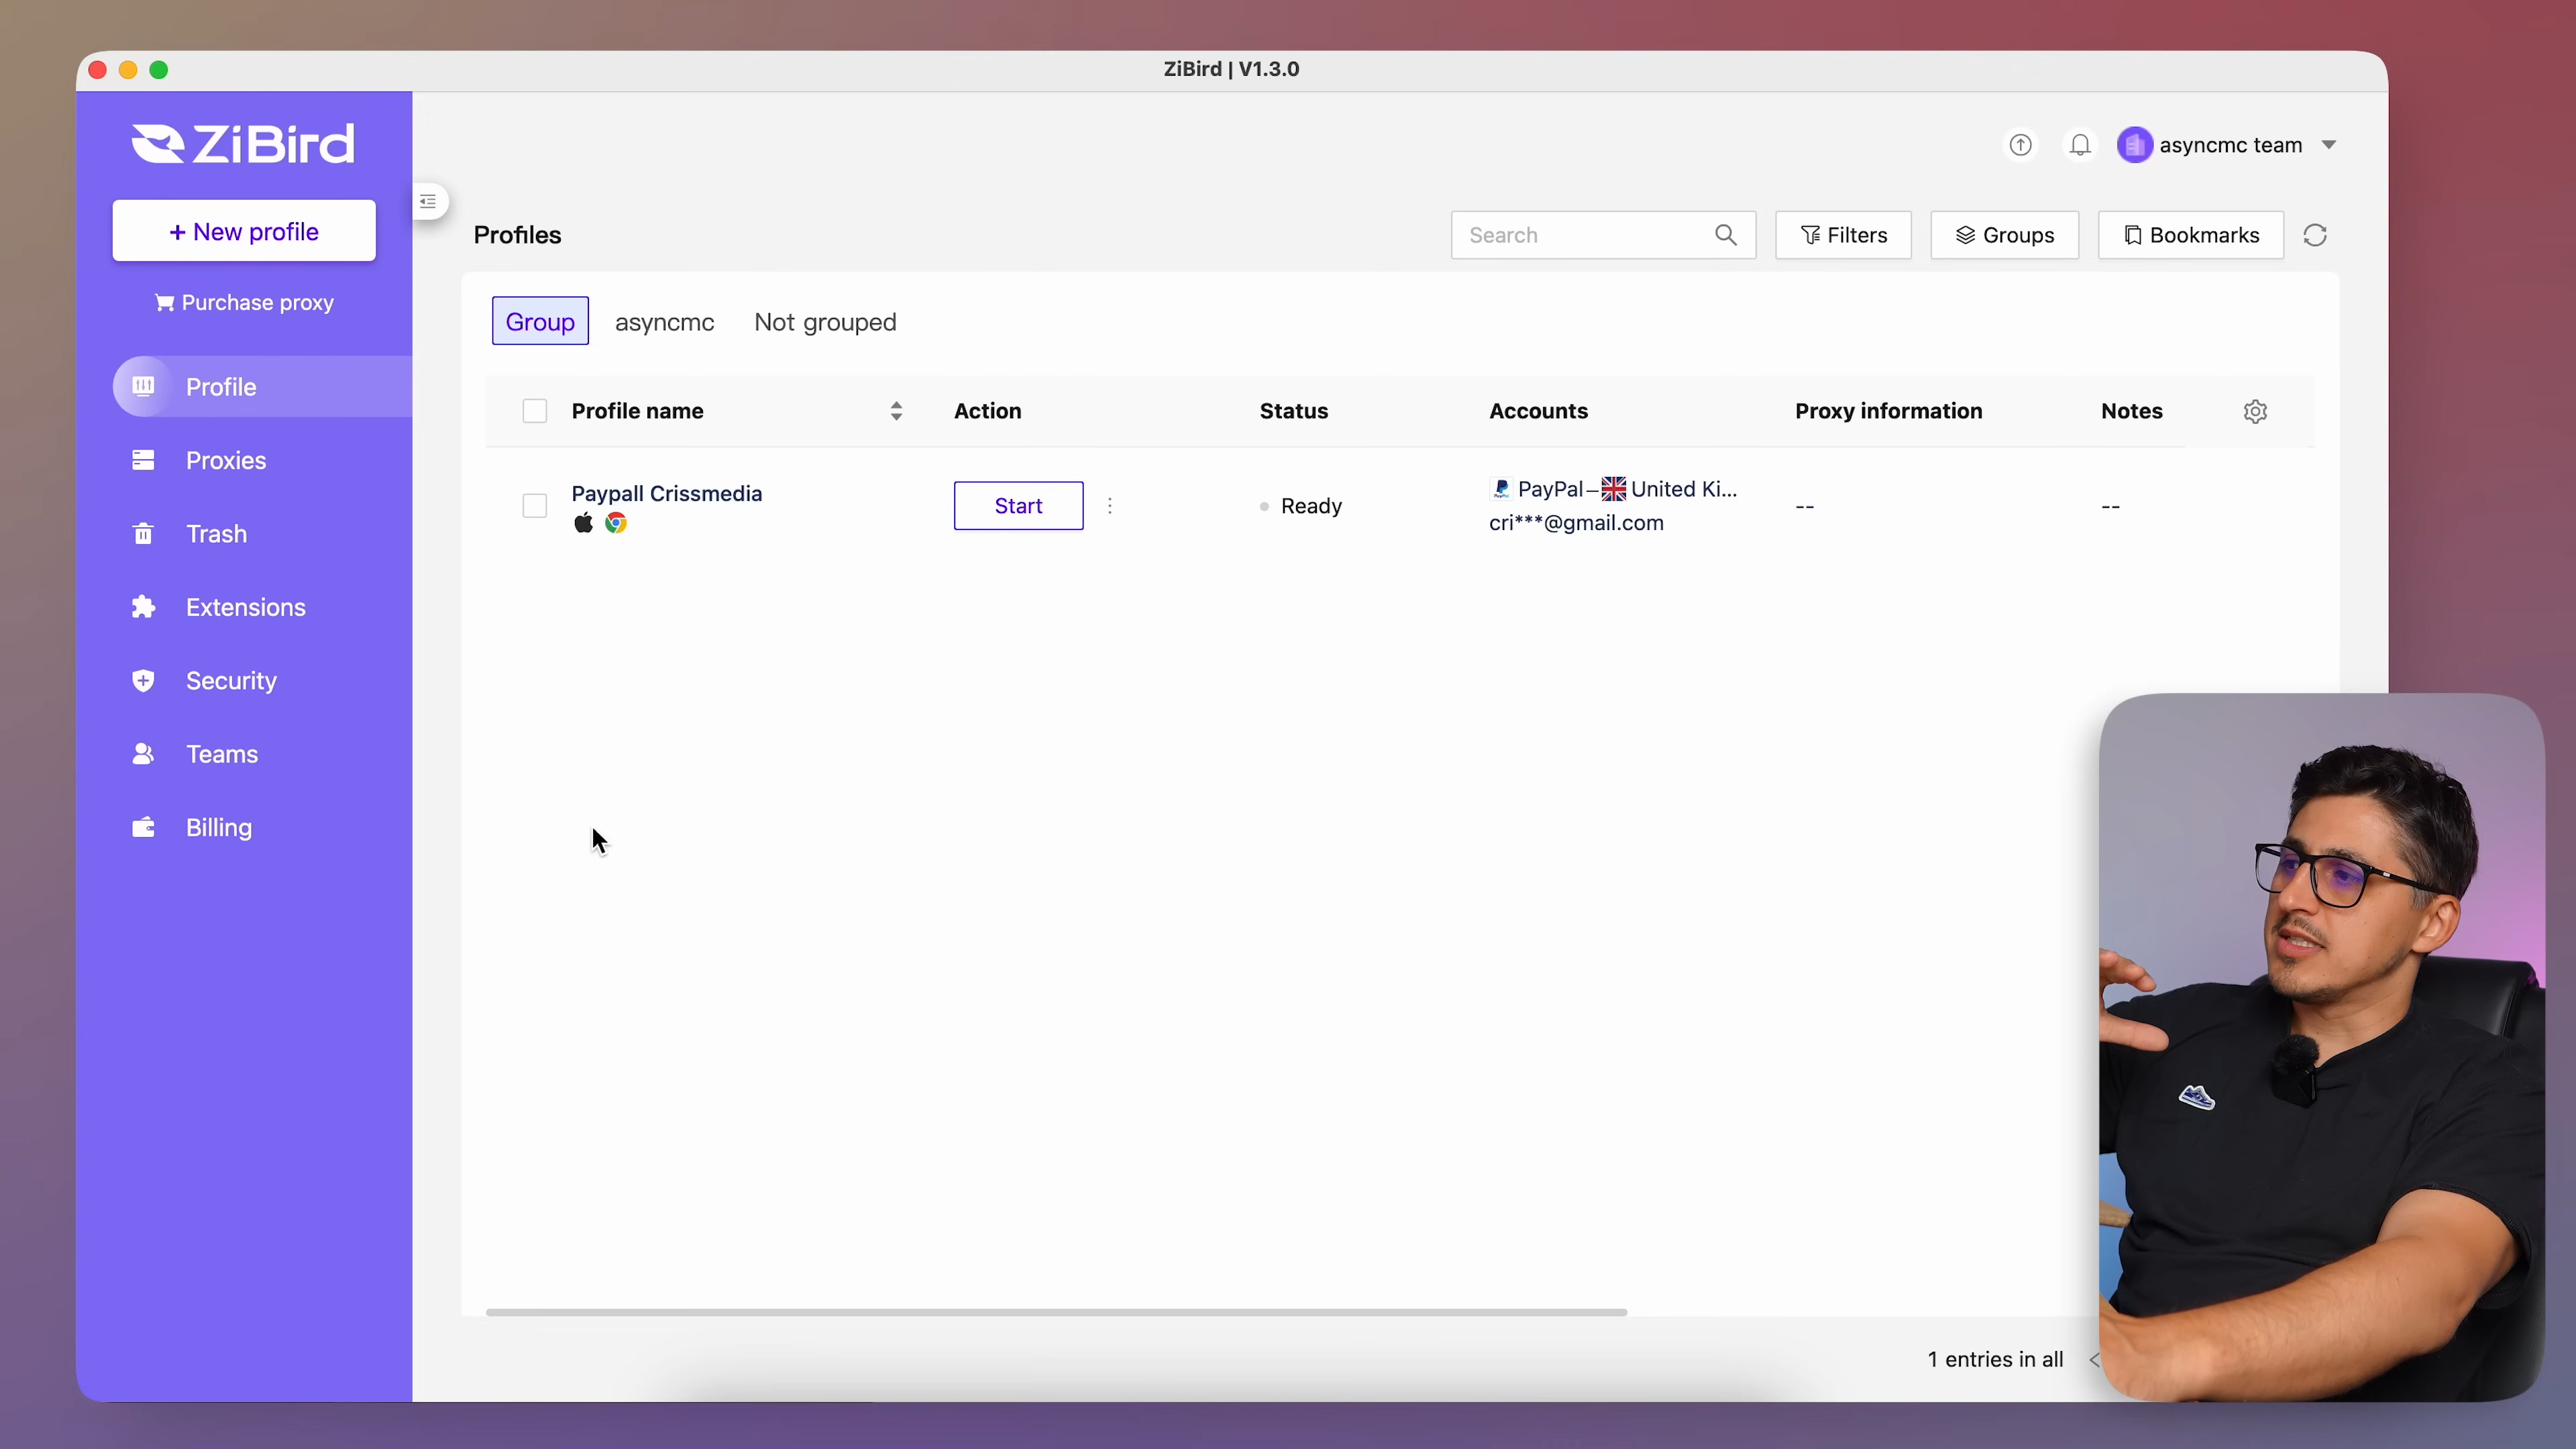 ZiBird | V1.3.0
ZiBird
asyncmc team
+ New profile
Profiles
Search
Filters
Groups
Bookmarks
Purchase proxy
Group
asyncmc
Not grouped
Profile
Proxies
Trash
Extensions
Security
Teams
Billing
Profile name
Action
Status
Accounts
Proxy information
Notes
Paypall Crissmedia
Start
Ready
PayPal – United Ki...
cri***@gmail.com
--
--
1 entries in all